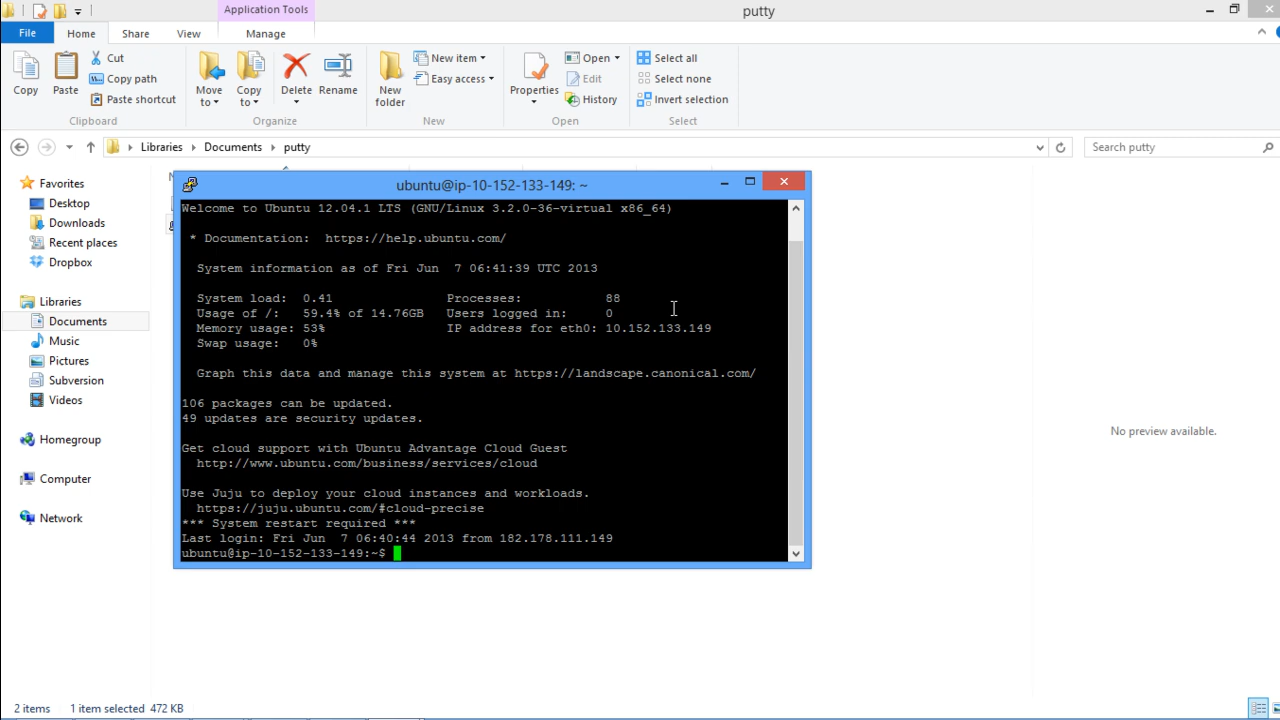 Application Tools
putty
File
Home
Share
View
Manage
Copy
Paste
Cut
Copy path
Paste shortcut
Clipboard
Move to
Copy to
Delete
Rename
Organize
New folder
New item
Easy access
New
Properties
Open
Edit
History
Open
Select all
Select none
Invert selection
Select
Libraries
Documents
putty
Search putty
Favorites
Desktop
Downloads
Recent places
Dropbox
Libraries
Documents
Music
Pictures
Subversion
Videos
Homegroup
Computer
Network
ubuntu@ip-10-152-133-149: ~
Welcome to Ubuntu 12.04.1 LTS (GNU/Linux 3.2.0-36-virtual x86_64)
* Documentation:  https://help.ubuntu.com/
System information as of Fri Jun  7 06:41:39 UTC 2013
System load:  0.41    Processes:    88
Usage of /:   59.4% of 14.76GB   Users logged in:   0
Memory usage: 53%    IP address for eth0: 10.152.133.149
Swap usage:   0%
Graph this data and manage this system at https://landscape.canonical.com/
106 packages can be updated.
49 updates are security updates.
Get cloud support with Ubuntu Advantage Cloud Guest
http://www.ubuntu.com/business/services/cloud
Use Juju to deploy your cloud instances and workloads.
https://juju.ubuntu.com/#cloud-precise
*** System restart required ***
Last login: Fri Jun  7 06:40:44 2013 from 182.178.111.149
ubuntu@ip-10-152-133-149:~$
No preview available.
2 items
1 item selected  472 KB